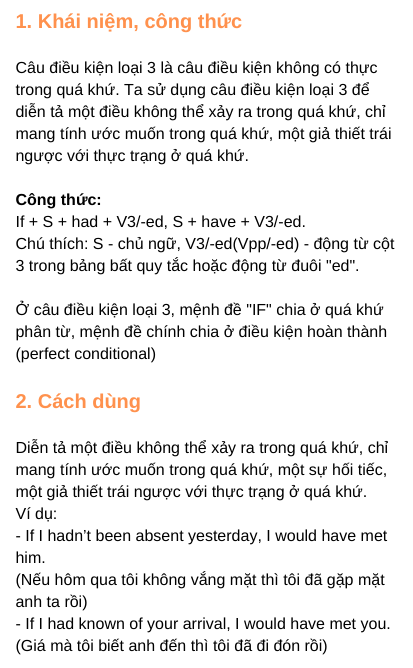 1. Khái niệm, công thức
Câu điều kiện loại 3 là câu điều kiện không có thực
trong quá khứ. Ta sử dụng câu điều kiện loại 3 để
diễn tả một điều không thể xảy ra trong quá khứ, chỉ
mang tính ước muốn trong quá khứ, một giả thiết trái
ngược với thực trạng ở quá khứ.
Công thức:
If + S + had + V3/-ed, S + have + V3/-ed.
Chú thích: S - chủ ngữ, V3/-ed(Vpp/-ed) - động từ cột
3 trong bảng bất quy tắc hoặc động từ đuôi "ed".
Ở câu điều kiện loại 3, mệnh đề "IF" chia ở quá khứ
phân từ, mệnh đề chính chia ở điều kiện hoàn thành
(perfect conditional)
2. Cách dùng
Diễn tả một điều không thể xảy ra trong quá khứ, chỉ
mang tính ước muốn trong quá khứ, một sự hối tiếc,
một giả thiết trái ngược với thực trạng ở quá khứ.
Ví dụ:
- If I hadn’t been absent yesterday, I would have met
him.
(Nếu hôm qua tôi không vắng mặt thì tôi đã gặp mặt
anh ta rồi)
- If I had known of your arrival, I would have met you.
(Giá mà tôi biết anh đến thì tôi đã đi đón rồi)